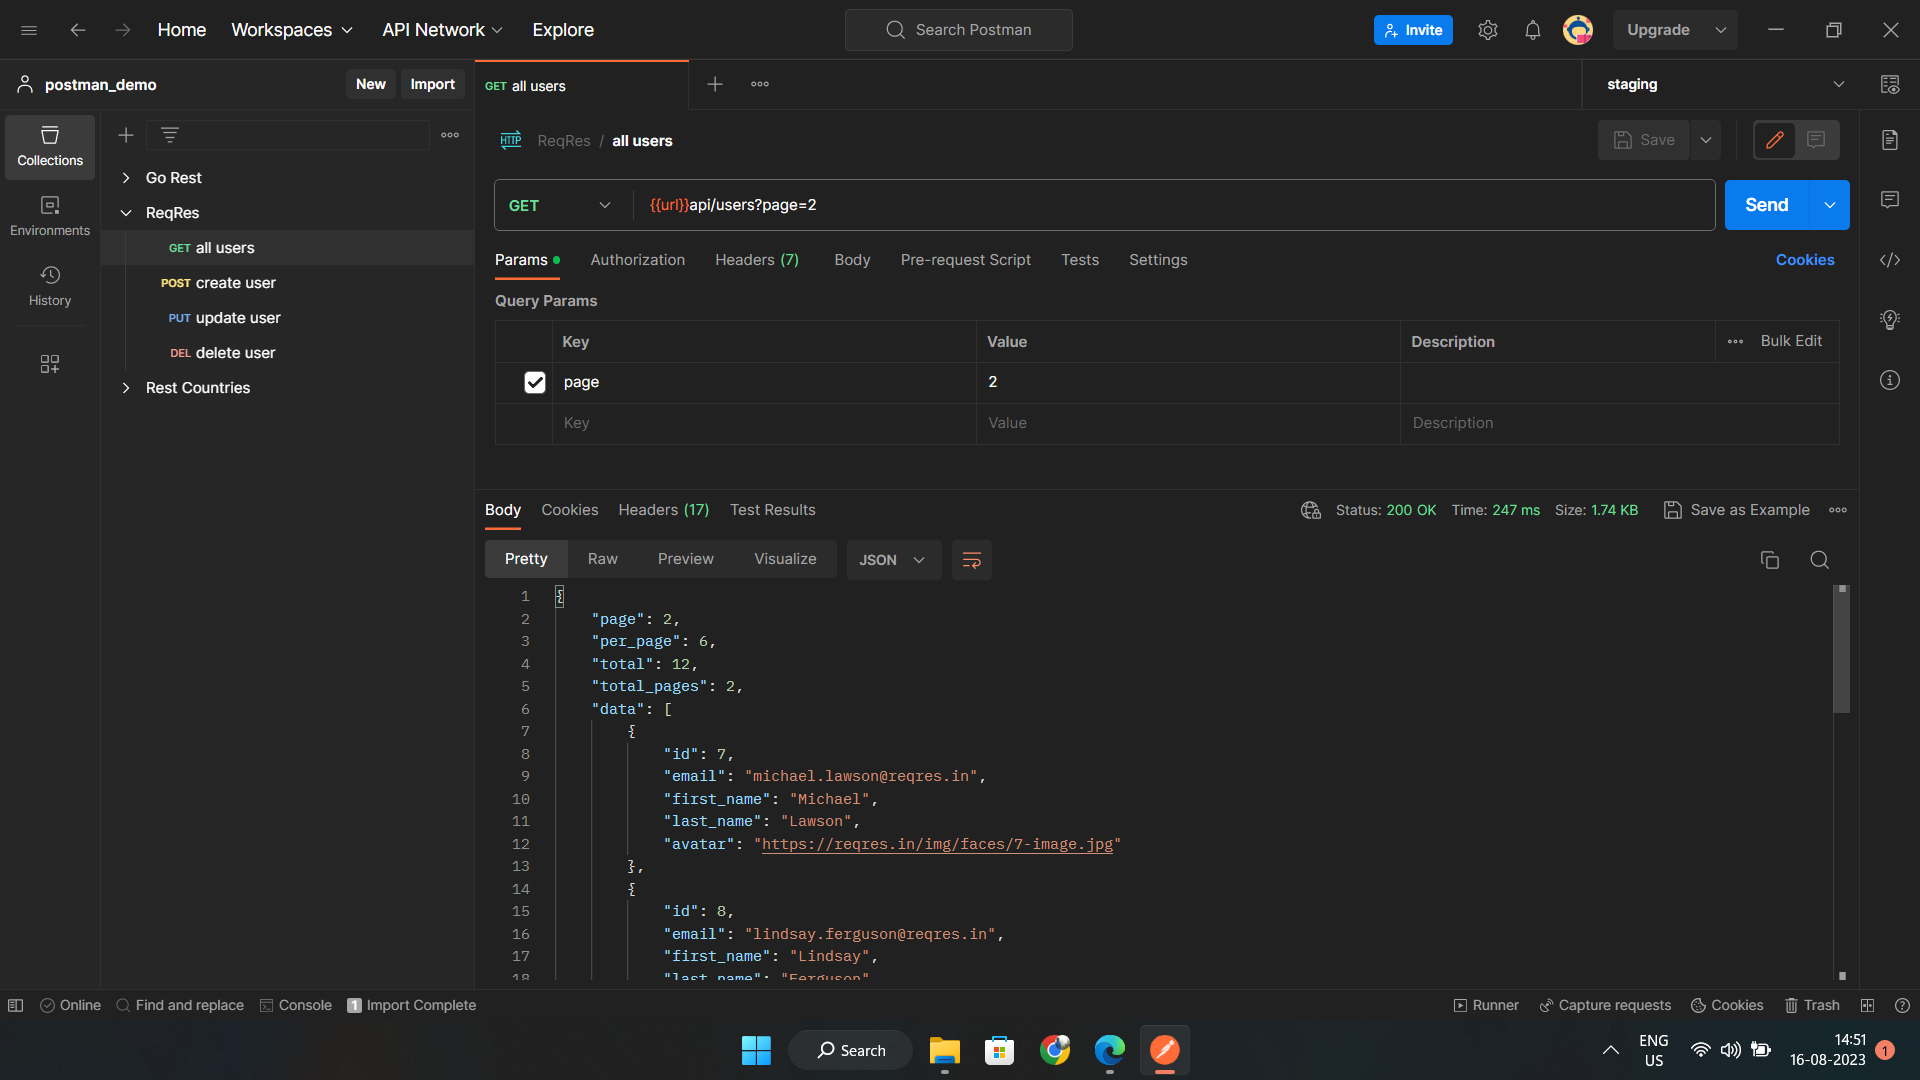 Home Workspaces API Network Explore Search Postman Invite Upgrade
postman_demo New Import GET all users staging
Collections
Environments
History
Go Rest
ReqRes
GET all users
POST create user
PUT update user
DEL delete user
Rest Countries
HTTP ReqRes / all users Save
GET {{url}}api/users?page=2 Send
Params Authorization Headers (7) Body Pre-request Script Tests Settings Cookies
Query Params
Key Value Description Bulk Edit
page 2
Key Value Description
Body Cookies Headers (17) Test Results Status: 200 OK Time: 247 ms Size: 1.74 KB Save as Example
Pretty Raw Preview Visualize JSON
1 {
2 "page": 2,
3 "per_page": 6,
4 "total": 12,
5 "total_pages": 2,
6 "data": [
7 {
8 "id": 7,
9 "email": "michael.lawson@reqres.in",
10 "first_name": "Michael",
11 "last_name": "Lawson",
12 "avatar": "https://reqres.in/img/faces/7-image.jpg"
13 },
14 {
15 "id": 8,
16 "email": "lindsay.ferguson@reqres.in",
17 "first_name": "Lindsay",
18 "last_name": "Ferguson"
Online Find and replace Console 1 Import Complete Runner Capture requests Cookies Trash
Search ENG 14:51
US 16-08-2023 1